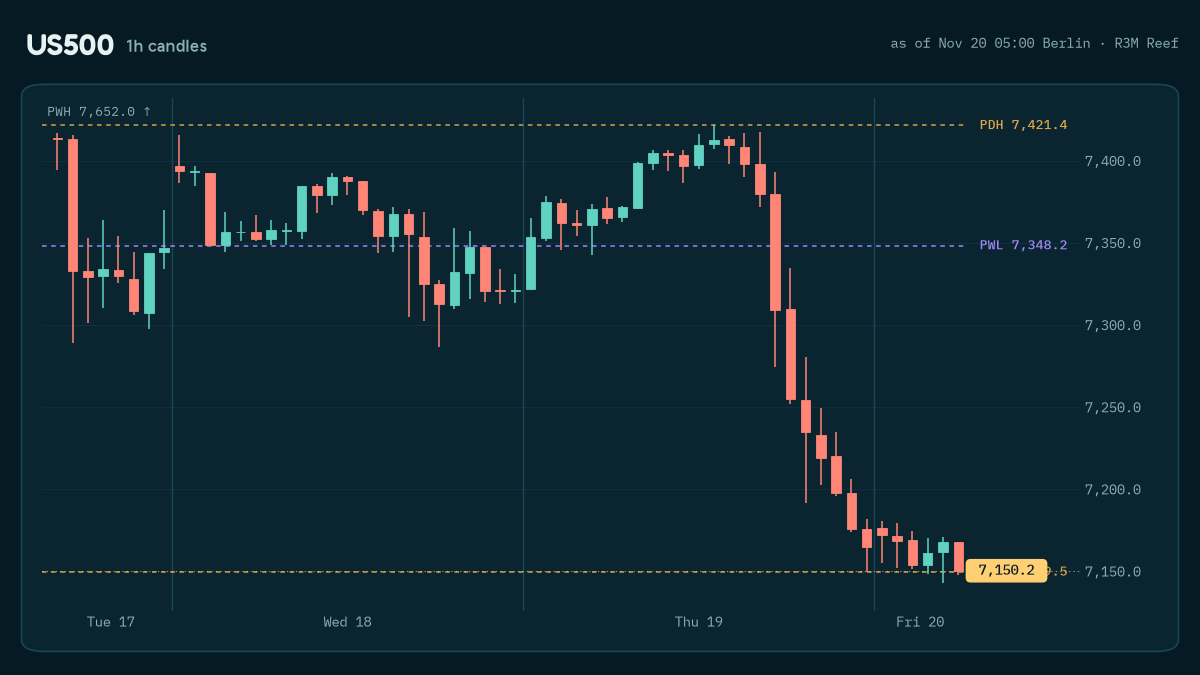 US500 1h candles
as of Nov 20 05:00 Berlin · R3M Reef
PWH 7,652.0 ↑
PDH 7,421.4
7,400.0
PWL 7,348.2
7,350.0
7,300.0
7,250.0
7,200.0
7,150.2
.5
7,150.0
Tue 17
Wed 18
Thu 19
Fri 20